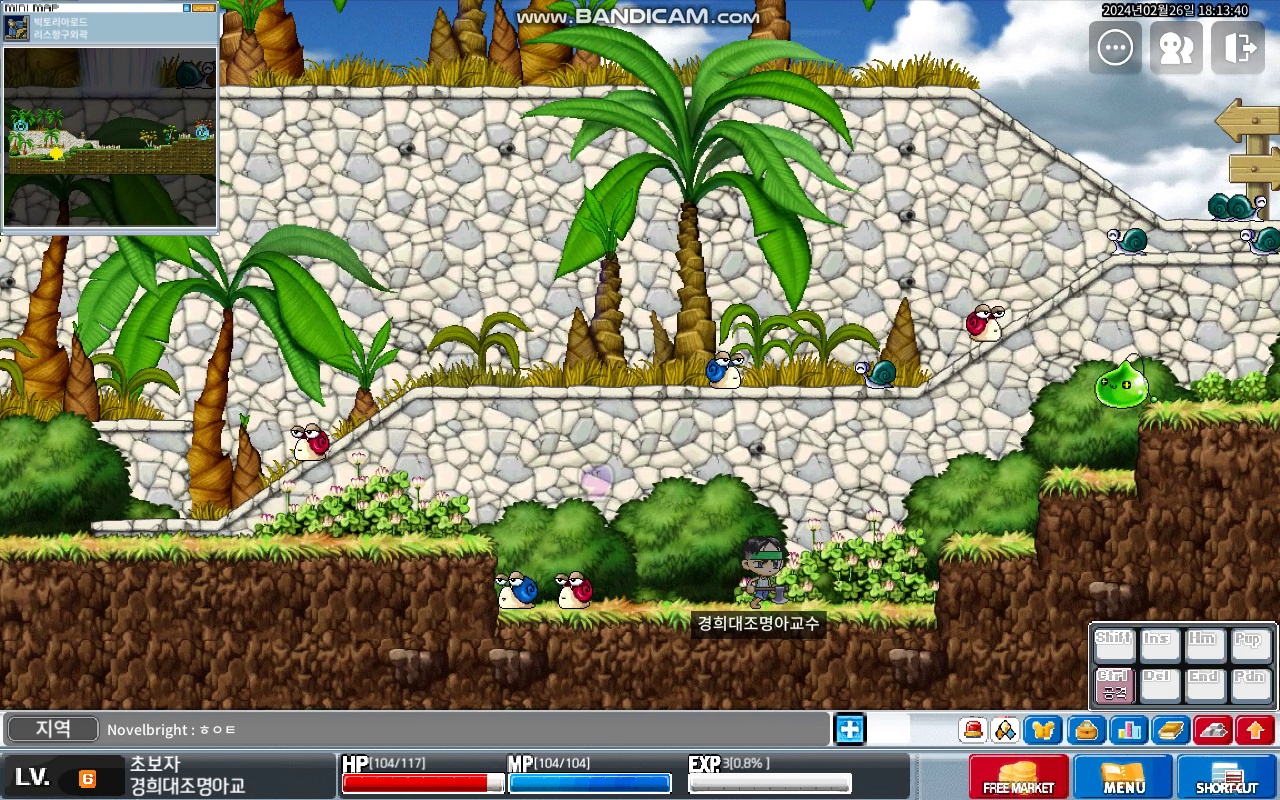 MINI MAP
WWW.BANDICAM.COM
2024年02월26일 18:13:40
빅토리아로드
리스항구외곽
경희대조명아교수
Shift Ins Hm Pup
Ctrl Del End Pdn
공격
지역 Novelbright : ㅎㅇㅌ
LV. 6 초보자
경희대조명아교
HP[104/117] MP[104/104] EXP 3[0.8% ]
FREE MARKET MENU SHORTCUT